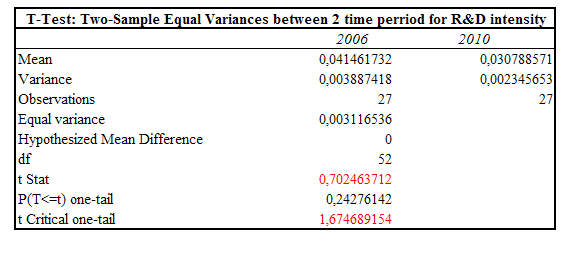 T-Test: Two-Sample Equal Variances between 2 time perriod for R&D intensity
2006 2010
Mean 0,041461732 0,030788571
Variance 0,003887418 0,002345653
Observations 27 27
Equal variance 0,003116536
Hypothesized Mean Difference 0
df 52
t Stat 0,702463712
P(T<=t) one-tail 0,24276142
t Critical one-tail 1,674689154